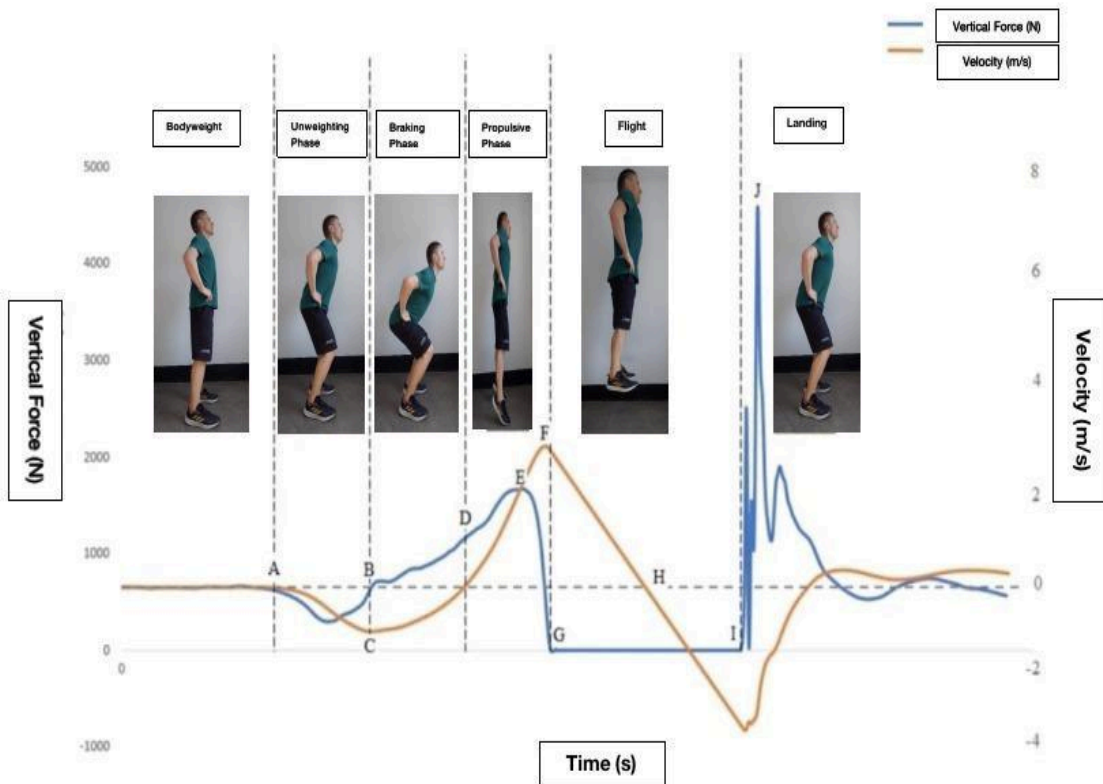 Vertical Force (N)
Velocity (m/s)
Bodyweight
Unweighting
Phase
Braking
Phase
Propulsive
Phase
Flight
Landing
5000
4000
3000
2000
1000
0
-1000
0
Vertical Force (N)
8
6
4
2
0
-2
-4
Velocity (m/s)
A
B
C
D
E
F
G
H
I
J
Time (s)